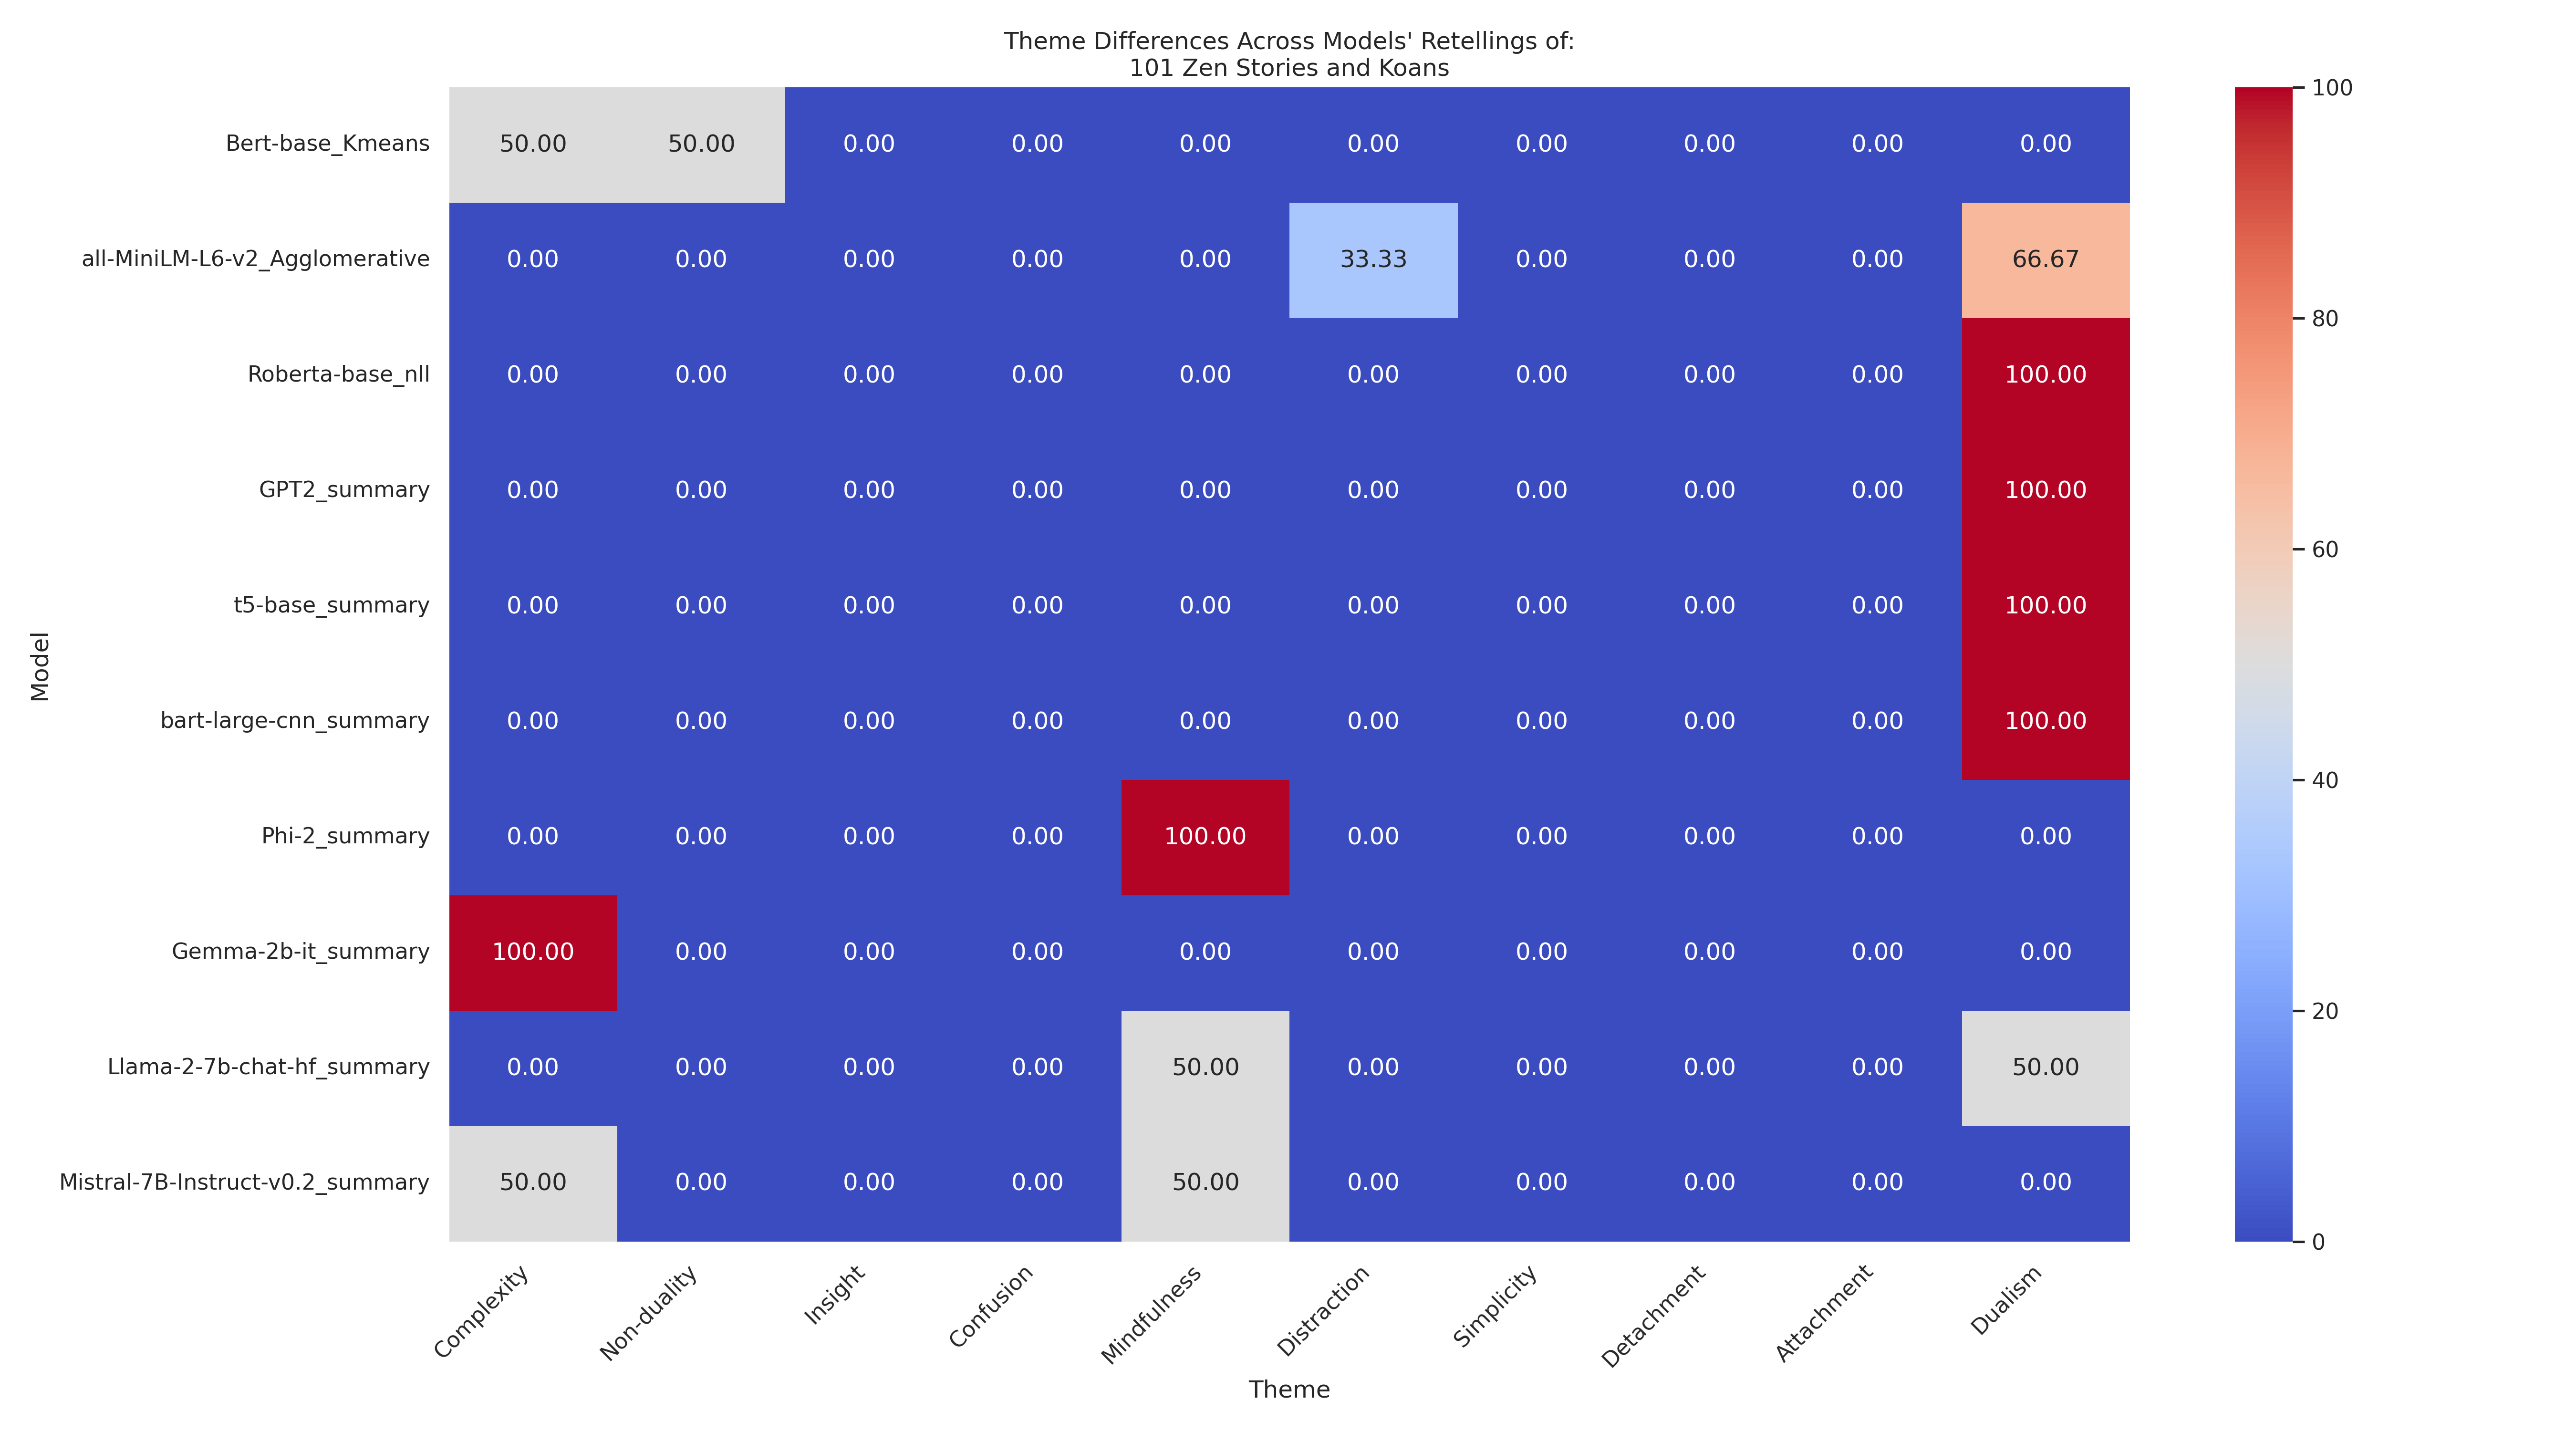 Theme Differences Across Models' Retellings of:
101 Zen Stories and Koans
Model
Bert-base_Kmeans 50.00 50.00 0.00 0.00 0.00 0.00 0.00 0.00 0.00 0.00
all-MiniLM-L6-v2_Agglomerative 0.00 0.00 0.00 0.00 0.00 33.33 0.00 0.00 0.00 66.67
Roberta-base_nll 0.00 0.00 0.00 0.00 0.00 0.00 0.00 0.00 0.00 100.00
GPT2_summary 0.00 0.00 0.00 0.00 0.00 0.00 0.00 0.00 0.00 100.00
t5-base_summary 0.00 0.00 0.00 0.00 0.00 0.00 0.00 0.00 0.00 100.00
bart-large-cnn_summary 0.00 0.00 0.00 0.00 0.00 0.00 0.00 0.00 0.00 100.00
Phi-2_summary 0.00 0.00 0.00 0.00 100.00 0.00 0.00 0.00 0.00 0.00
Gemma-2b-it_summary 100.00 0.00 0.00 0.00 0.00 0.00 0.00 0.00 0.00 0.00
Llama-2-7b-chat-hf_summary 0.00 0.00 0.00 0.00 50.00 0.00 0.00 0.00 0.00 50.00
Mistral-7B-Instruct-v0.2_summary 50.00 0.00 0.00 0.00 50.00 0.00 0.00 0.00 0.00 0.00
Complexity Non-duality Insight Confusion Mindfulness Distraction Simplicity Detachment Attachment Dualism
Theme
100
80
60
40
20
0